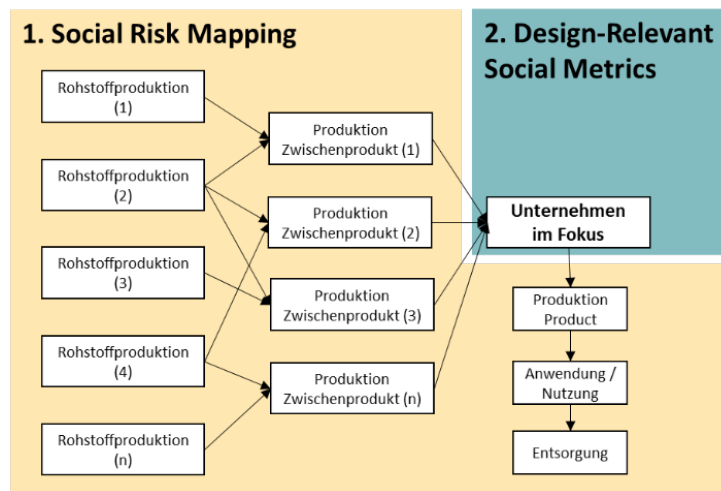 1. Social Risk Mapping
2. Design-Relevant
Social Metrics
Rohstoffproduktion
(1)
Rohstoffproduktion
(2)
Rohstoffproduktion
(3)
Rohstoffproduktion
(4)
Rohstoffproduktion
(n)
Produktion
Zwischenprodukt (1)
Produktion
Zwischenprodukt (2)
Produktion
Zwischenprodukt (3)
Produktion
Zwischenprodukt (n)
Unternehmen
im Fokus
Produktion
Product
Anwendung /
Nutzung
Entsorgung